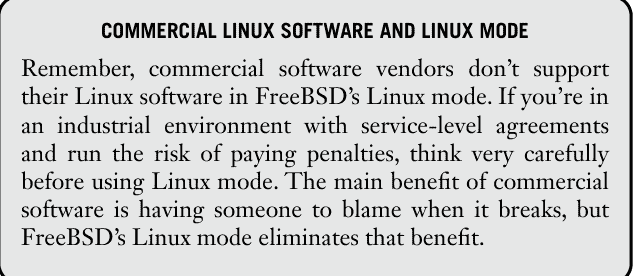 COMMERCIAL LINUX SOFTWARE AND LINUX MODE
Remember, commercial software vendors don’t support
their Linux software in FreeBSD’s Linux mode. If you’re in
an industrial environment with service-level agreements
and run the risk of paying penalties, think very carefully
before using Linux mode. The main benefit of commercial
software is having someone to blame when it breaks, but
FreeBSD’s Linux mode eliminates that benefit.